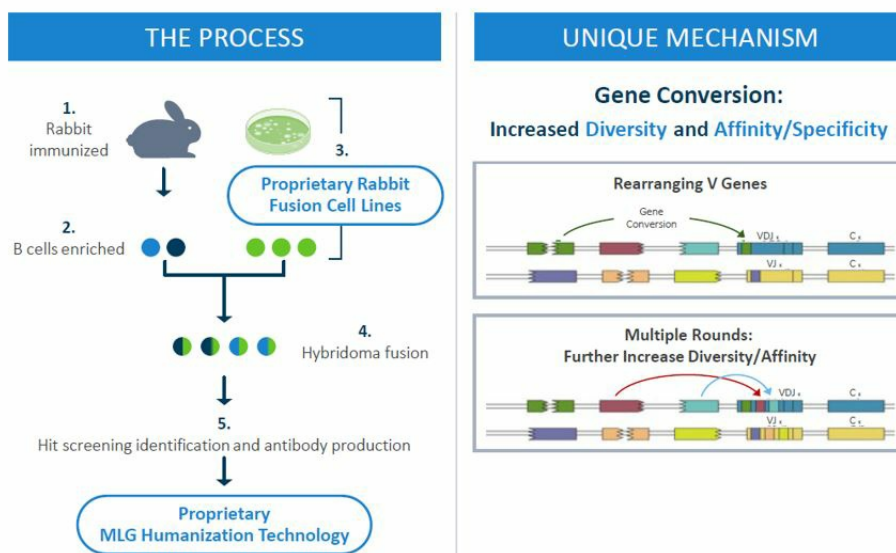 THE PROCESS
1.
Rabbit
immunized
3.
Proprietary Rabbit
Fusion Cell Lines
2.
B cells enriched
4.
Hybridoma fusion
5.
Hit screening identification and antibody production
Proprietary
MLG Humanization Technology
UNIQUE MECHANISM
Gene Conversion:
Increased Diversity and Affinity/Specificity
Rearranging V Genes
Gene
Conversion
VDJ
C
VJ
C
Multiple Rounds:
Further Increase Diversity/Affinity
VDJ
C
VJ
C